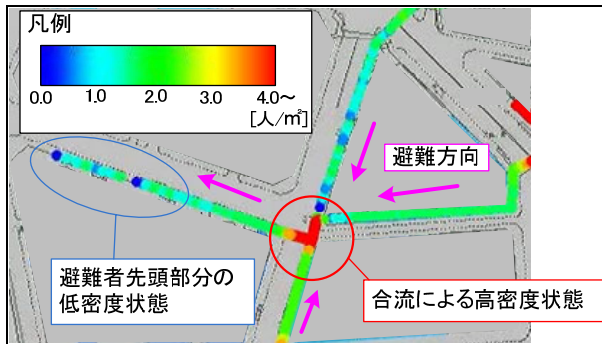 凡例
0.0 1.0 2.0 3.0 4.0～
[人/㎡]
避難方向
避難者先頭部分の
低密度状態
合流による高密度状態